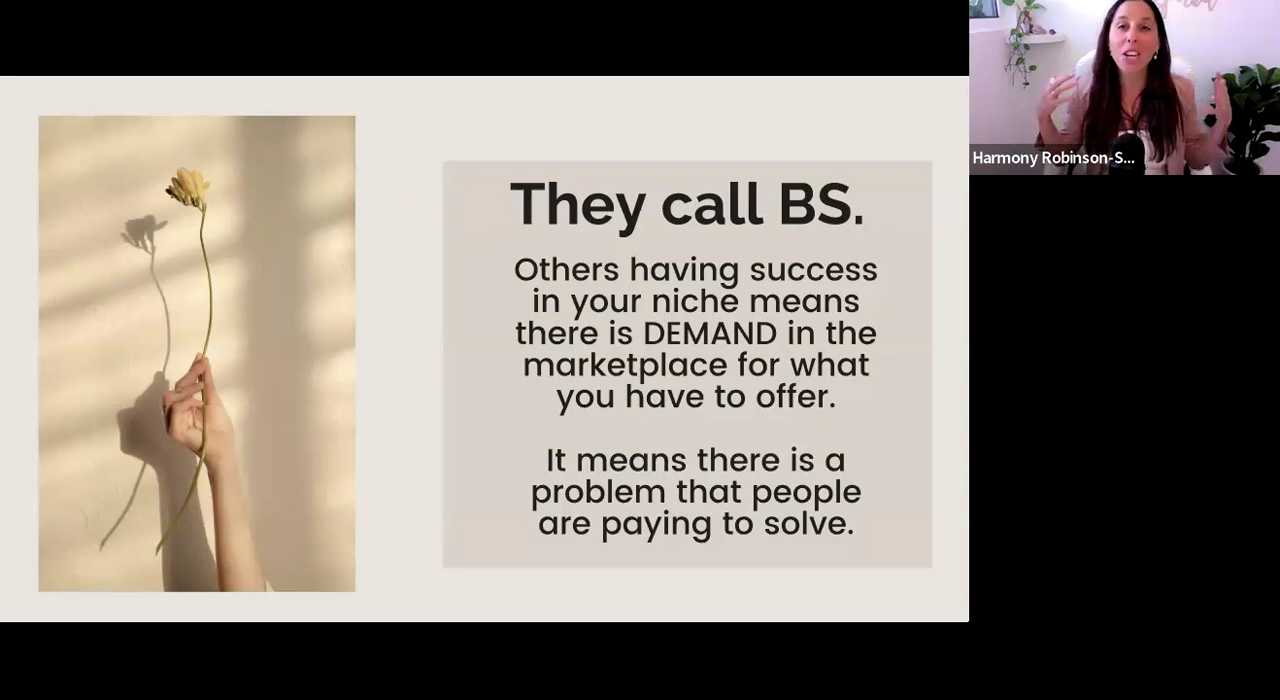 They call BS.
Others having success
in your niche means
there is DEMAND in the
marketplace for what
you have to offer.
It means there is a
problem that people
are paying to solve.
Harmony Robinson-S...